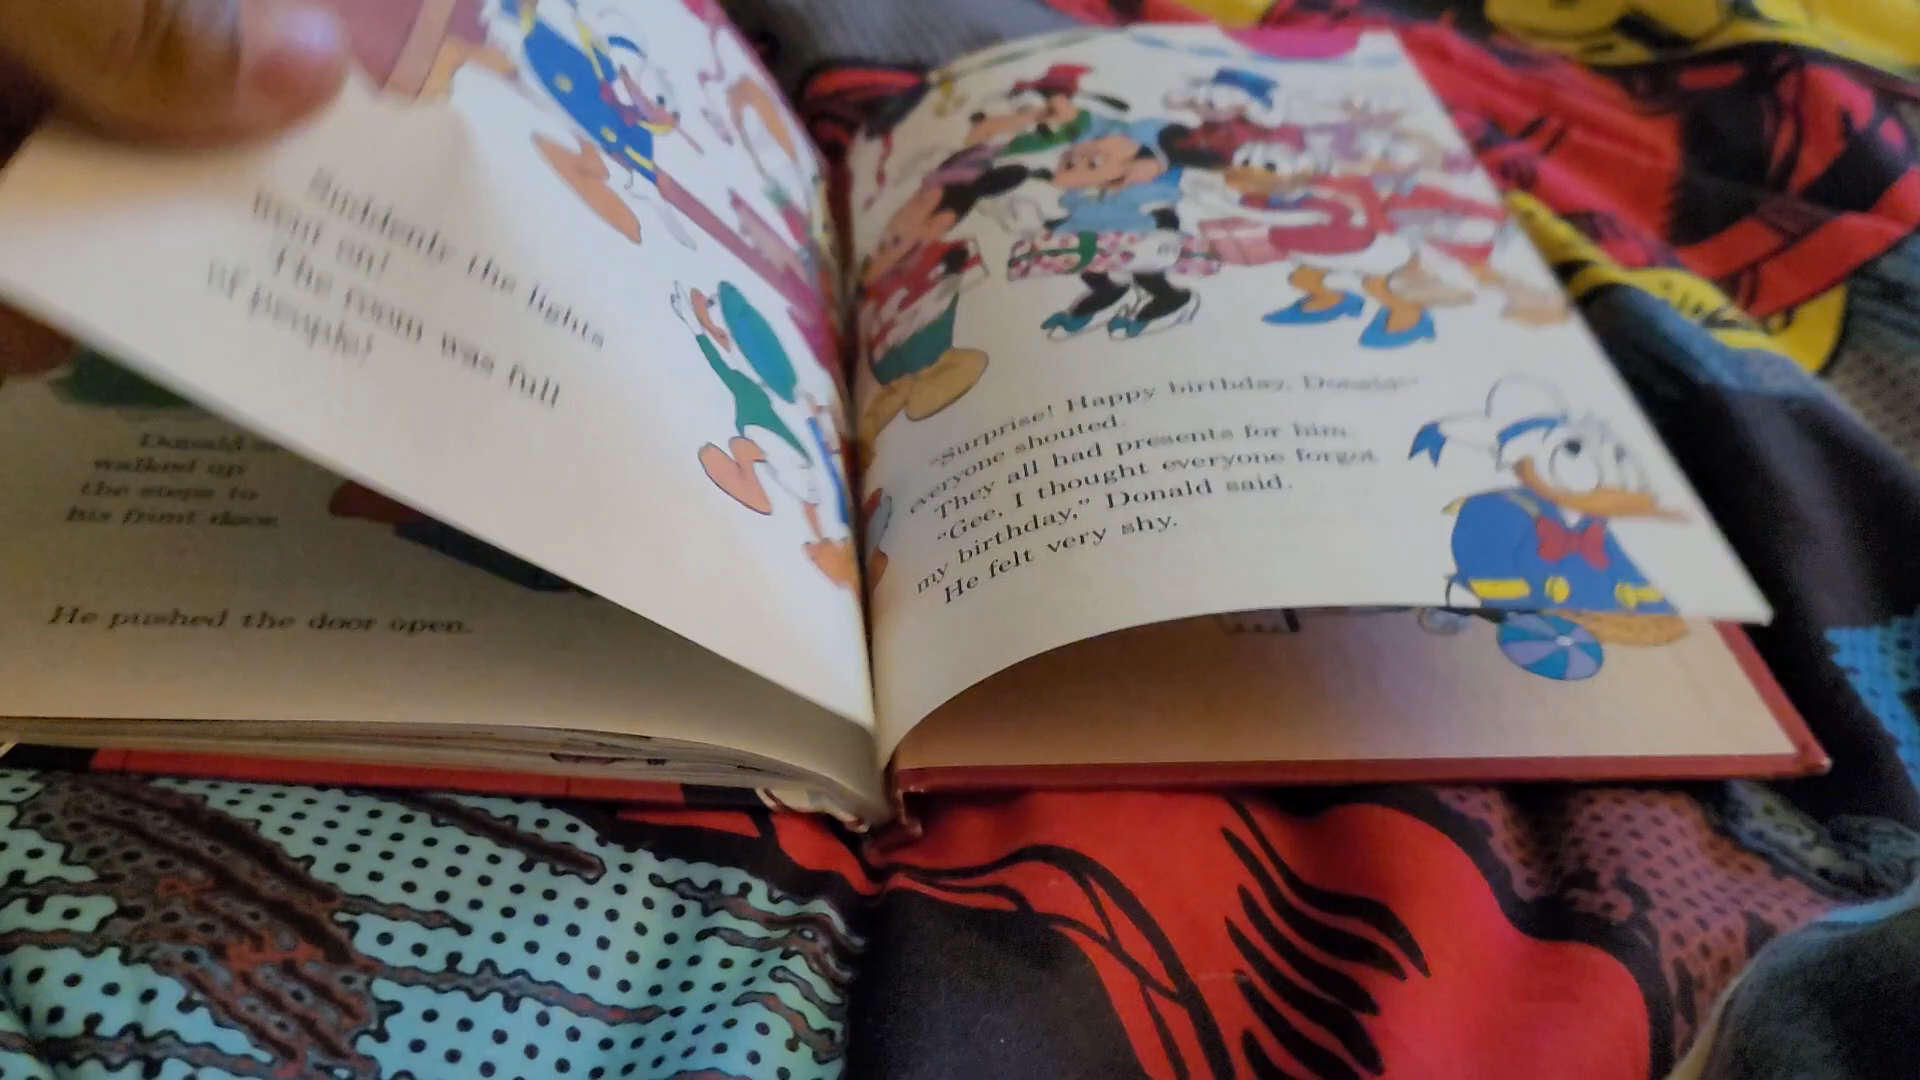 Donald
walked up
the steps to
his front door.
He pushed the door open.
Suddenly the lights
went on!
The room was full
of people!
"Surprise! Happy birthday, Donald!"
everyone shouted.
They all had presents for him.
"Gee, I thought everyone forgot
my birthday," Donald said.
He felt very shy.